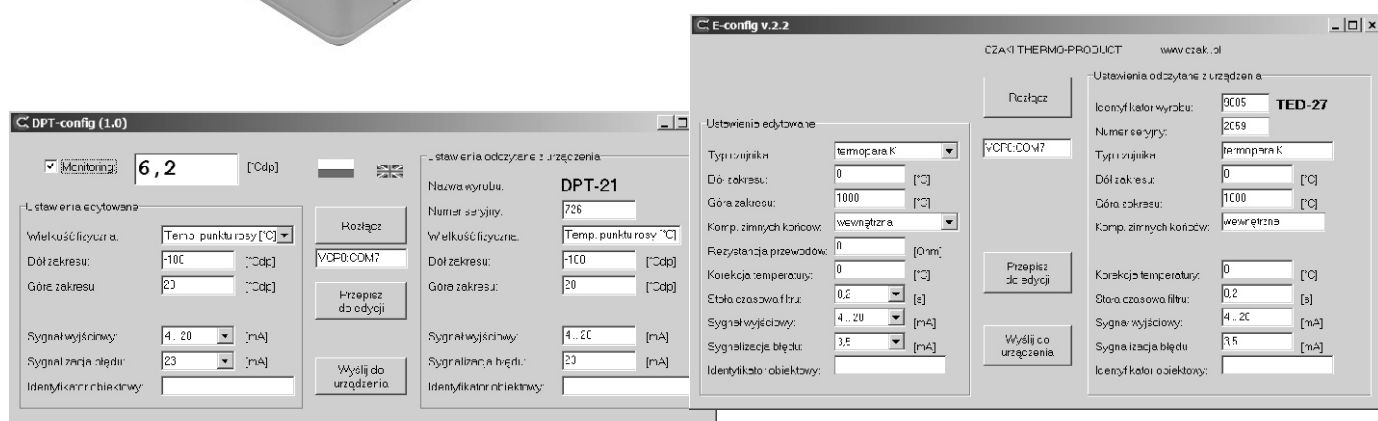 E-config v.2.2
CZAKI THERMO-PRODUCT www.czaki.pl
Ustawienia odczytane z urządzenia
Rozłącz
Identyfikator wyrobu: 9005 TED-27
Numer seryjny: 2059
VCP0:COM7
Ustawienia edytowane
Typ czujnika: termopara K
Typ czujnika: termopara K
Dół zakresu: 0 [°C]
Dół zakresu: 0 [°C]
Góra zakresu: 1000 [°C]
Góra zakresu: 1000 [°C]
Komp. zimnych końców: wewnętrzna
Komp. zimnych końców: wewnętrzna
Rezystancja przewodów: 0 [Ohm]
Przepisz
do edycji
Korekcja temperatury: 0 [°C]
Korekcja temperatury: 0 [°C]
Stała czasowa filtru: 0,2 [s]
Stała czasowa filtru: 0,2 [s]
Sygnał wyjściowy: 4..20 [mA]
Sygnał wyjściowy: 4..20 [mA]
Wyślij do
urządzenia
Sygnalizacja błędu: 3,5 [mA]
Sygnalizacja błędu: 3,5 [mA]
Identyfikator obiektowy:
Identyfikator obiektowy:
DPT-config (1.0)
Monitoring 6,2 [°Cdp]
Ustawienia odczytane z urządzenia
Nazwa wyrobu: DPT-21
Numer seryjny: 726
Ustawienia edytowane
Rozłącz
Wielkość fizyczna: Temp. punktu rosy [°C]
Wielkość fizyczna: Temp. punktu rosy [°C]
VCP0:COM7
Dół zakresu: -100 [°Cdp]
Dół zakresu: -100 [°Cdp]
Góra zakresu: 20 [°Cdp]
Góra zakresu: 20 [°Cdp]
Przepisz
do edycji
Sygnał wyjściowy: 4..20 [mA]
Sygnał wyjściowy: 4..20 [mA]
Sygnalizacja błędu: 23 [mA]
Sygnalizacja błędu: 23 [mA]
Wyślij do
urządzenia
Identyfikator obiektowy:
Identyfikator obiektowy: